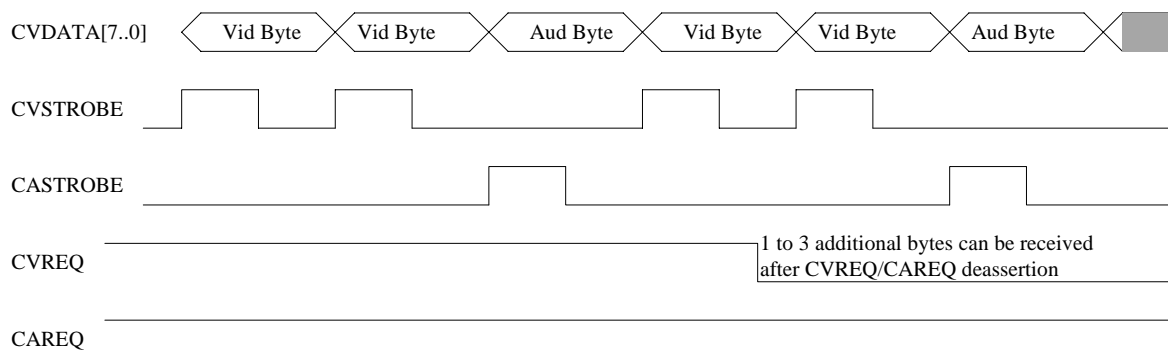 CVDATA[7..0] Vid Byte Vid Byte Aud Byte Vid Byte Vid Byte Aud Byte
CVSTROBE
CASTROBE
CVREQ
1 to 3 additional bytes can be received
after CVREQ/CAREQ deassertion
CAREQ